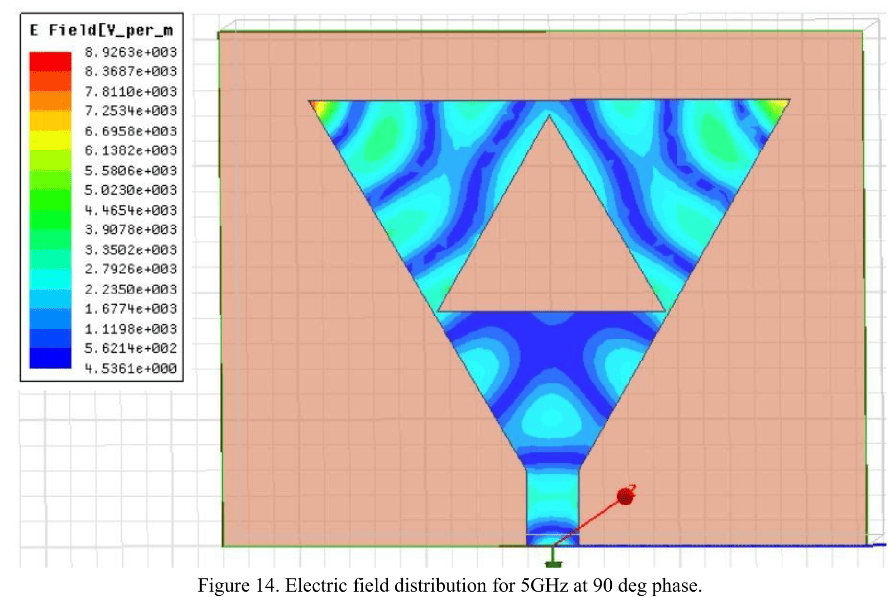 E Field[V_per_m
8.9263e+003
8.3687e+003
7.8110e+003
7.2534e+003
6.6958e+003
6.1382e+003
5.5806e+003
5.0230e+003
4.4654e+003
3.9078e+003
3.3502e+003
2.7926e+003
2.2350e+003
1.6774e+003
1.1198e+003
5.6214e+002
4.5361e+000
Z
Figure 14. Electric field distribution for 5GHz at 90 deg phase.